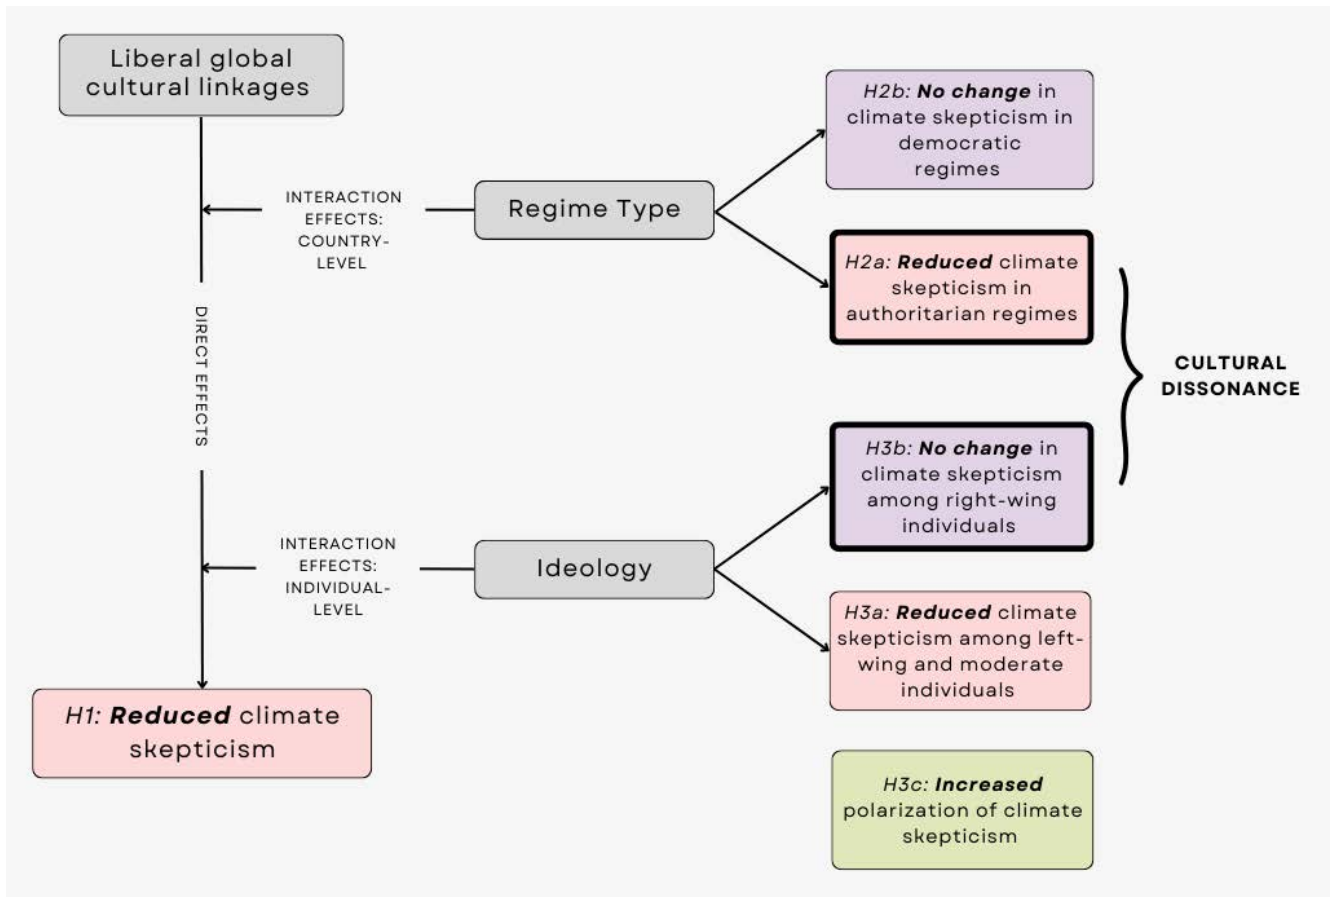 Liberal global
cultural linkages
INTERACTION
EFFECTS:
COUNTRY-
LEVEL
Regime Type
H2b: No change in
climate skepticism in
democratic
regimes
H2a: Reduced climate
skepticism in
authoritarian regimes
DIRECT EFFECTS
CULTURAL
DISSONANCE
H3b: No change in
climate skepticism
among right-wing
individuals
INTERACTION
EFFECTS:
INDIVIDUAL-
LEVEL
Ideology
H3a: Reduced climate
skepticism among left-
wing and moderate
individuals
H1: Reduced climate
skepticism
H3c: Increased
polarization of climate
skepticism